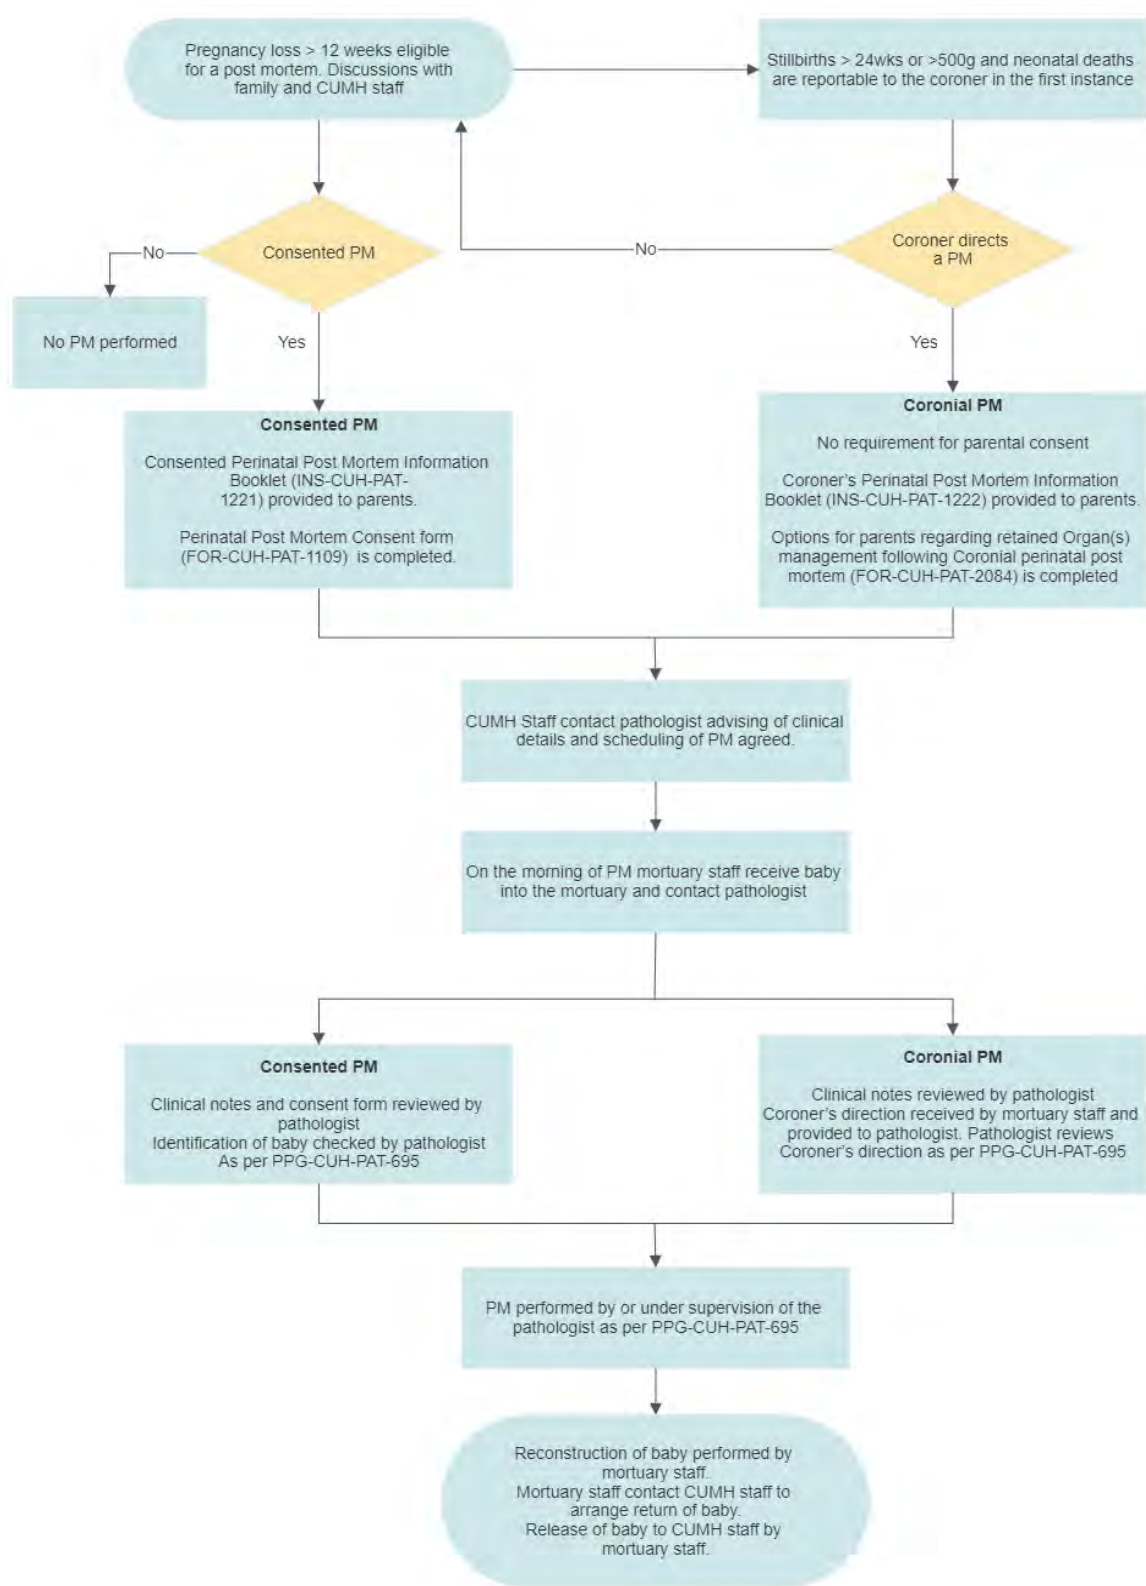 Pregnancy loss > 12 weeks eligible
for a post mortem. Discussions with
family and CUMH staff
Stillbirths > 24wks or >500g and neonatal deaths
are reportable to the coroner in the first instance
No
Consented PM
No
Coroner directs
a PM
No PM performed
Yes
Yes
Consented PM
Consented Perinatal Post Mortem Information
Booklet (INS-CUH-PAT-
1221) provided to parents.
Perinatal Post Mortem Consent form
(FOR-CUH-PAT-1109) is completed.
Coronial PM
No requirement for parental consent
Coroner's Perinatal Post Mortem Information
Booklet (INS-CUH-PAT-1222) provided to parents.
Options for parents regarding retained Organ(s)
management following Coronial perinatal post
mortem (FOR-CUH-PAT-2084) is completed
CUMH Staff contact pathologist advising of clinical
details and scheduling of PM agreed.
On the morning of PM mortuary staff receive baby
into the mortuary and contact pathologist
Consented PM
Clinical notes and consent form reviewed by
pathologist
Identification of baby checked by pathologist
As per PPG-CUH-PAT-695
Coronial PM
Clinical notes reviewed by pathologist
Coroner's direction received by mortuary staff and
provided to pathologist. Pathologist reviews
Coroner's direction as per PPG-CUH-PAT-695
PM performed by or under supervision of the
pathologist as per PPG-CUH-PAT-695
Reconstruction of baby performed by
mortuary staff.
Mortuary staff contact CUMH staff to
arrange return of baby.
Release of baby to CUMH staff by
mortuary staff.